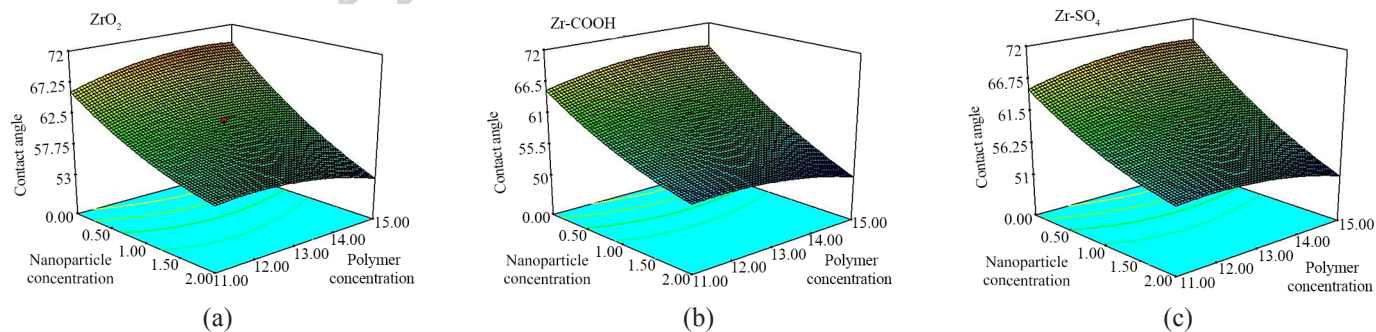 ZrO₂
72
67.25
62.5
57.75
53
Contact angle
0.00
0.50
1.00
1.50
2.00
Nanoparticle
concentration
11.00
12.00
13.00
14.00
15.00
Polymer
concentration
(a)
Zr-COOH
72
66.5
61
55.5
50
Contact angle
0.00
0.50
1.00
1.50
2.00
Nanoparticle
concentration
11.00
12.00
13.00
14.00
15.00
Polymer
concentration
(b)
Zr-SO₄
72
66.75
61.5
56.25
51
Contact angle
0.00
0.50
1.00
1.50
2.00
Nanoparticle
concentration
11.00
12.00
13.00
14.00
15.00
Polymer
concentration
(c)